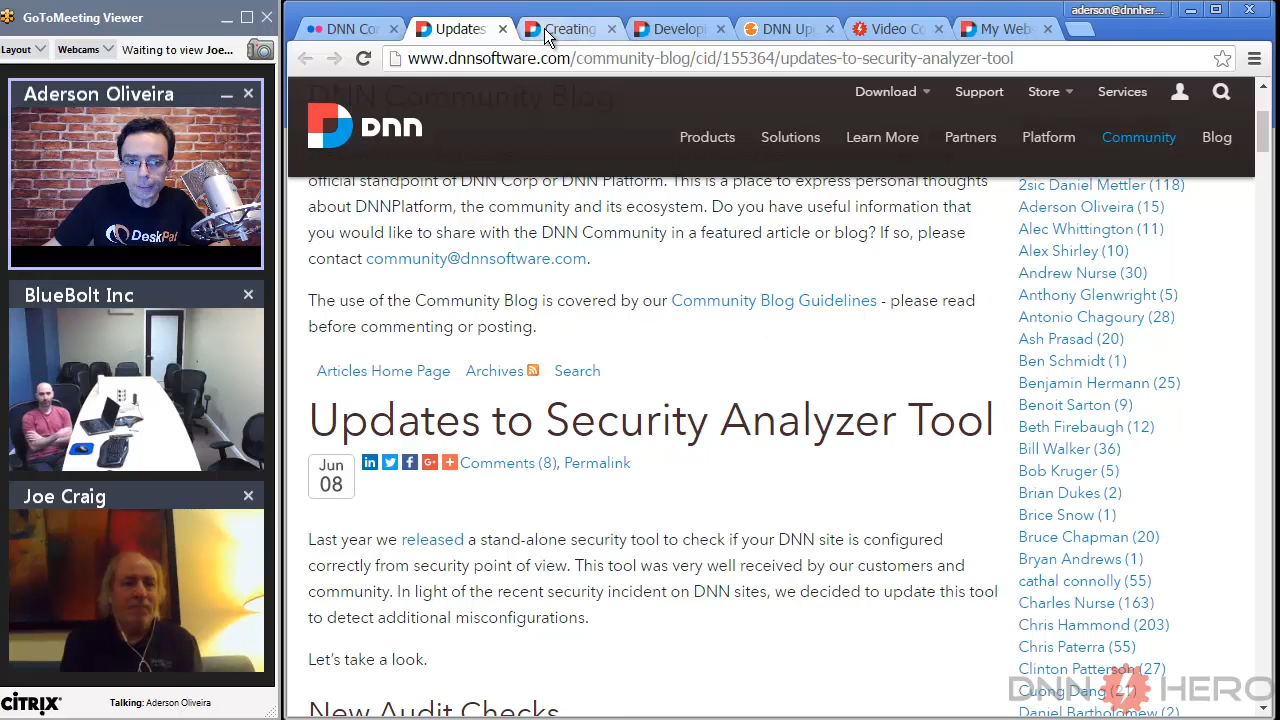 GoToMeeting Viewer
Layout
Webcams
Waiting to view Joe...
Aderson Oliveira
DeskPal
BlueBolt Inc
Joe Craig
CITRIX
Talking: Aderson Oliveira
aderson@dnnher...
DNN Co
Updates
Creating
Develop
DNN Up
Video Co
My Web
www.dnnsoftware.com/community-blog/cid/155364/updates-to-security-analyzer-tool
DNN Community Blog
Download
Support
Store
Services
DNN
Products
Solutions
Learn More
Partners
Platform
Community
Blog
official standpoint of DNN Corp or DNN Platform. This is a place to express personal thoughts
about DNNPlatform, the community and its ecosystem. Do you have useful information that
you would like to share with the DNN Community in a featured article or blog? If so, please
contact community@dnnsoftware.com.
The use of the Community Blog is covered by our Community Blog Guidelines - please read
before commenting or posting.
Articles Home Page
Archives
Search
Updates to Security Analyzer Tool
Jun
08
Comments (8), Permalink
Last year we released a stand-alone security tool to check if your DNN site is configured
correctly from security point of view. This tool was very well received by our customers and
community. In light of the recent security incident on DNN sites, we decided to update this tool
to detect additional misconfigurations.
Let's take a look.
New Audit Checks
2sic Daniel Mettler (118)
Aderson Oliveira (15)
Alec Whittington (11)
Alex Shirley (10)
Andrew Nurse (30)
Anthony Glenwright (5)
Antonio Chagoury (28)
Ash Prasad (20)
Ben Schmidt (1)
Benjamin Hermann (25)
Benoit Sarton (9)
Beth Firebaugh (12)
Bill Walker (36)
Bob Kruger (5)
Brian Dukes (2)
Brice Snow (1)
Bruce Chapman (20)
Bryan Andrews (1)
cathal connolly (55)
Charles Nurse (163)
Chris Hammond (203)
Chris Paterra (55)
Clinton Patterson (27)
Cuong Dang (21)
Daniel Bartholomew (2)
DNN HERO